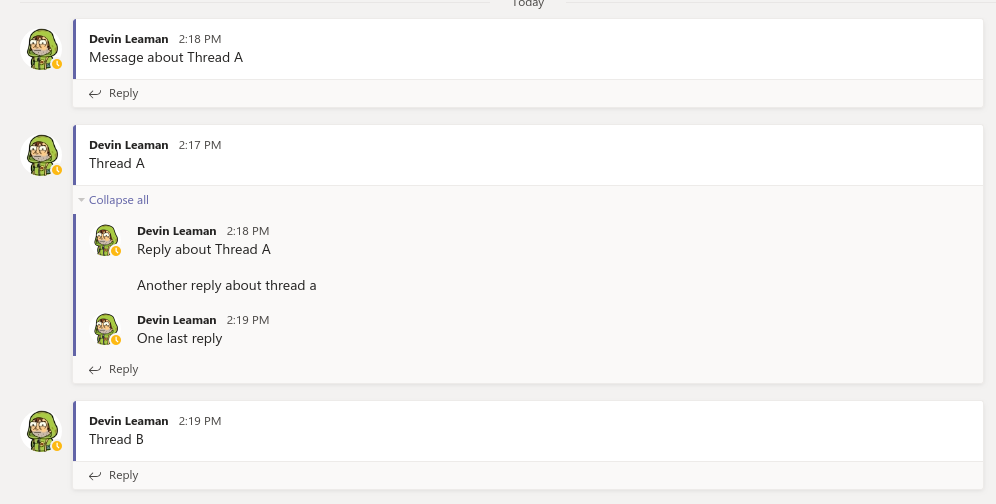 Today
Devin Leaman 2:18 PM
Message about Thread A
Reply
Devin Leaman 2:17 PM
Thread A
Collapse all
Devin Leaman 2:18 PM
Reply about Thread A
Another reply about thread a
Devin Leaman 2:19 PM
One last reply
Reply
Devin Leaman 2:19 PM
Thread B
Reply